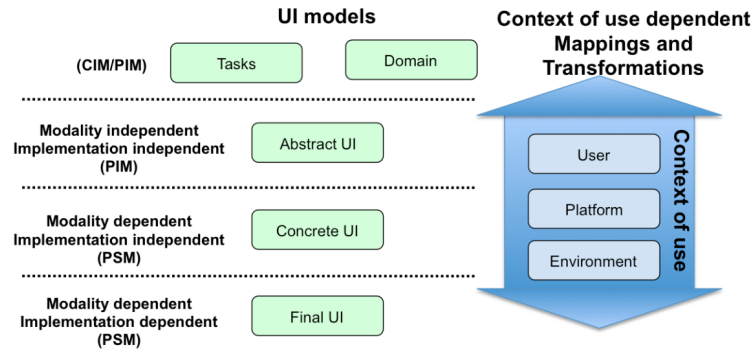 UI models
Context of use dependent
Mappings and
Transformations
(CIM/PIM)
Tasks
Domain
Modality independent
Implementation independent
(PIM)
Abstract UI
Modality dependent
Implementation independent
(PSM)
Concrete UI
Modality dependent
Implementation dependent
(PSM)
Final UI
User
Platform
Environment
Context of use